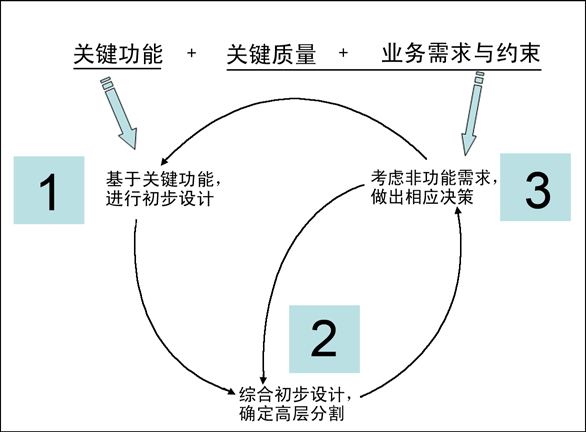 关键功能 + 关键质量 + 业务需求与约束
1
基于关键功能，
进行初步设计
考虑非功能需求，
做出相应决策
3
2
综合初步设计，
确定高层分割